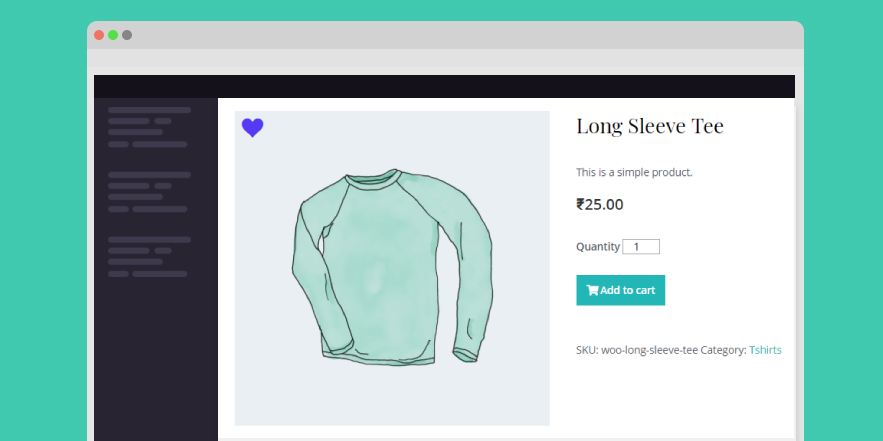 Long Sleeve Tee
This is a simple product.
₹25.00
Quantity 1
Add to cart
SKU: woo-long-sleeve-tee Category: Tshirts